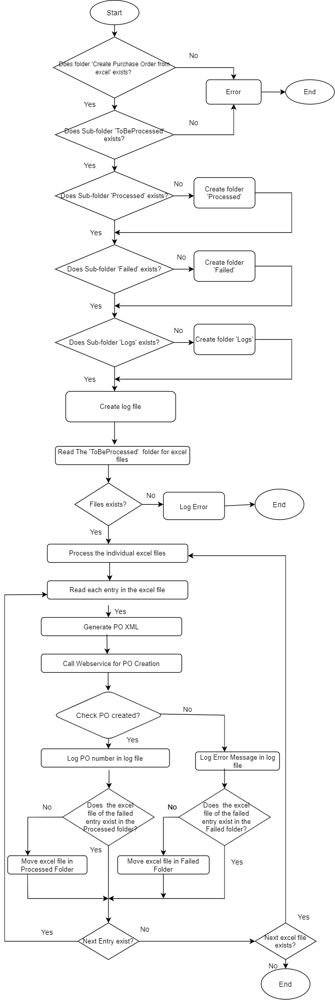 Start
Does folder 'Create Purchase Order from
excel' exists?
No
Error
End
Yes
Does Sub-folder 'ToBeProcessed'
exists?
No
Yes
Does Sub-folder 'Processed' exists?
No
Create folder
'Processed'
Yes
Does Sub-folder 'Failed' exists?
No
Create folder
'Failed'
Yes
Does Sub-folder 'Logs' exists?
No
Create folder 'Logs'
Yes
Create log file
Read The 'ToBeProcessed'  folder for excel
files
Files exists?
No
Log Error
End
Yes
Process the individual excel files
Read each entry in the excel file
Yes
Generate PO XML
Call Webservice for PO Creation
Check PO created?
No
Yes
Log PO number in log file
Log Error Message in log
file
Does  the excel
file of the failed
entry exist in the
Processed folder?
No
Yes
Move excel file in
Processed Folder
Does  the excel
file of the failed
entry exist in the
Failed folder?
No
Yes
Move excel file in Failed
Folder
Next Entry exist?
Yes
No
Next excel file
exists?
Yes
No
End